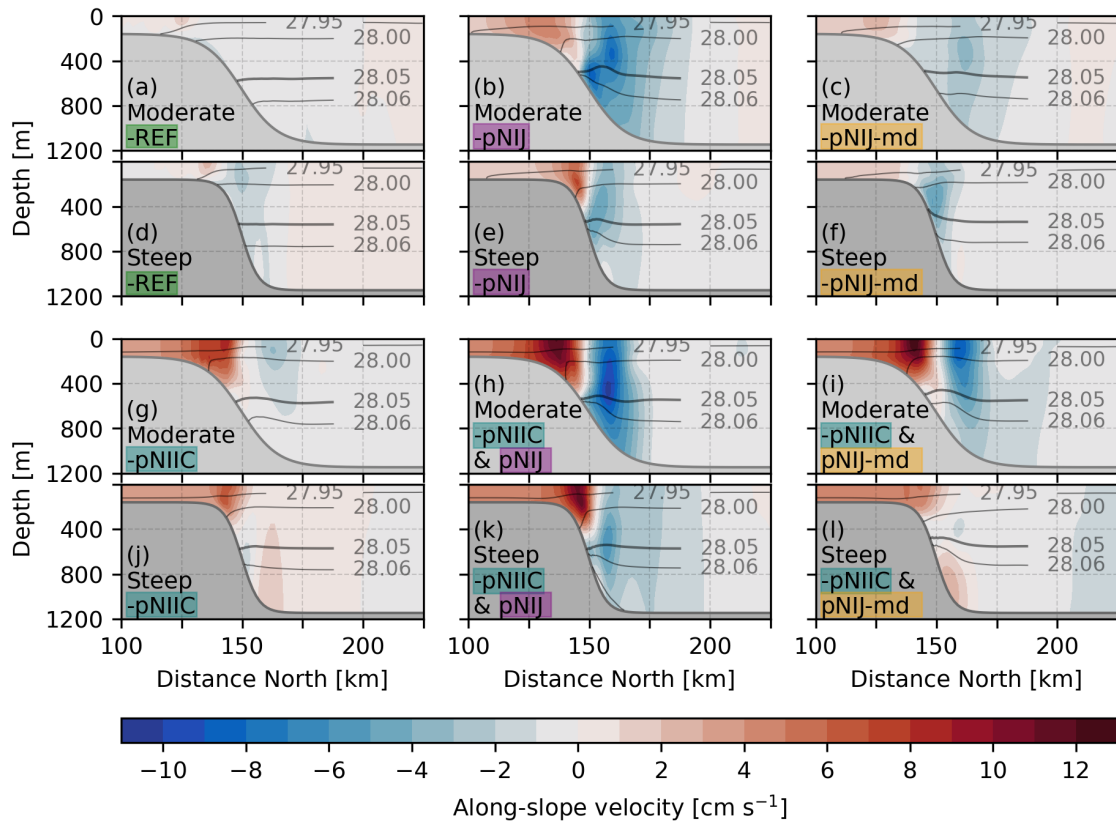 0
400
800
1200
Depth [m]
(a)
Moderate
-REF
27.95
28.00
28.05
28.06
(b)
Moderate
-pNIJ
27.95
28.00
28.05
28.06
(c)
Moderate
-pNIJ-md
27.95
28.00
28.05
28.06
0
400
800
1200
(d)
Steep
-REF
27.95
28.00
28.05
28.06
(e)
Steep
-pNIJ
27.95
28.00
28.05
28.06
(f)
Steep
-pNIJ-md
27.95
28.00
28.05
28.06
0
400
800
1200
Depth [m]
(g)
Moderate
-pNIIC
27.95
28.00
28.05
28.06
(h)
Moderate
-pNIIC
& pNIJ
27.95
28.00
28.05
28.06
(i)
Moderate
-pNIIC &
pNIJ-md
27.95
28.00
28.05
28.06
0
400
800
1200
(j)
Steep
-pNIIC
27.95
28.00
28.05
28.06
(k)
Steep
-pNIIC
& pNIJ
27.95
28.00
28.05
28.06
(l)
Steep
-pNIIC &
pNIJ-md
27.95
28.00
28.05
28.06
100 150 200
100 150 200
100 150 200
Distance North [km]
Distance North [km]
Distance North [km]
−10 −8 −6 −4 −2 0 2 4 6 8 10 12
Along-slope velocity [cm s⁻¹]